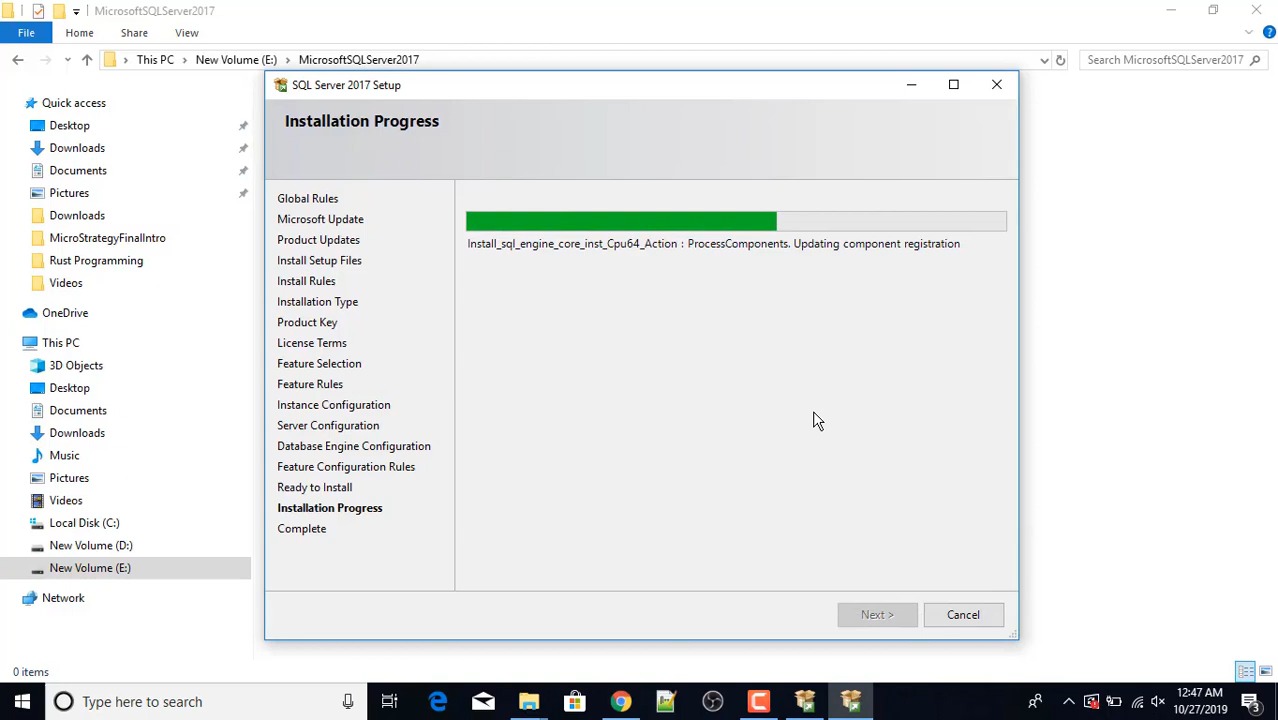 MicrosoftSQLServer2017
File Home Share View
This PC New Volume (E:) MicrosoftSQLServer2017 Search MicrosoftSQLServer2017
Quick access
Desktop
Downloads
Documents
Pictures
Downloads
MicroStrategyFinalIntro
Rust Programming
Videos
OneDrive
This PC
3D Objects
Desktop
Documents
Downloads
Music
Pictures
Videos
Local Disk (C:)
New Volume (D:)
New Volume (E:)
Network
0 items
SQL Server 2017 Setup
Installation Progress
Global Rules
Microsoft Update
Product Updates
Install Setup Files
Install Rules
Installation Type
Product Key
License Terms
Feature Selection
Feature Rules
Instance Configuration
Server Configuration
Database Engine Configuration
Feature Configuration Rules
Ready to Install
Installation Progress
Complete
Install_sql_engine_core_inst_Cpu64_Action : ProcessComponents. Updating component registration
Next > Cancel
Type here to search
12:47 AM
10/27/2019
3